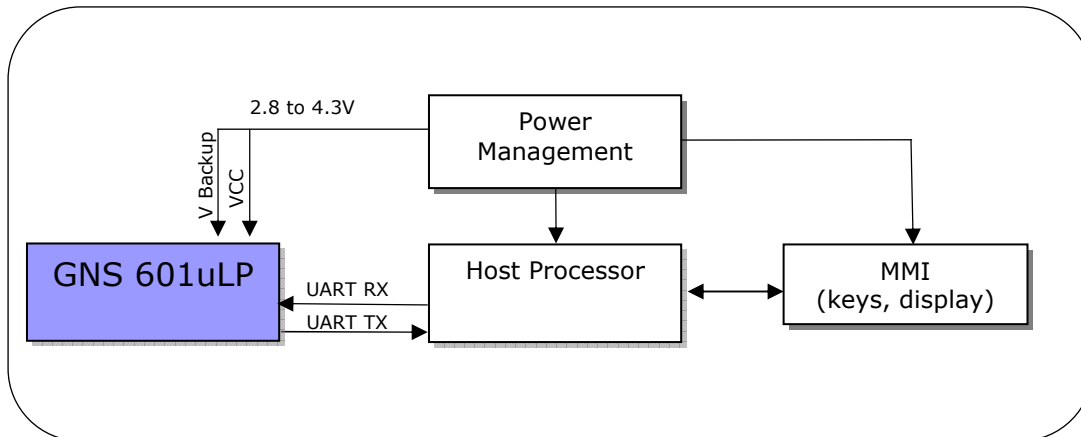 2.8 to 4.3V
Power
Management
V Backup
VCC
GNS 601uLP
UART RX
UART TX
Host Processor
MMI
(keys, display)